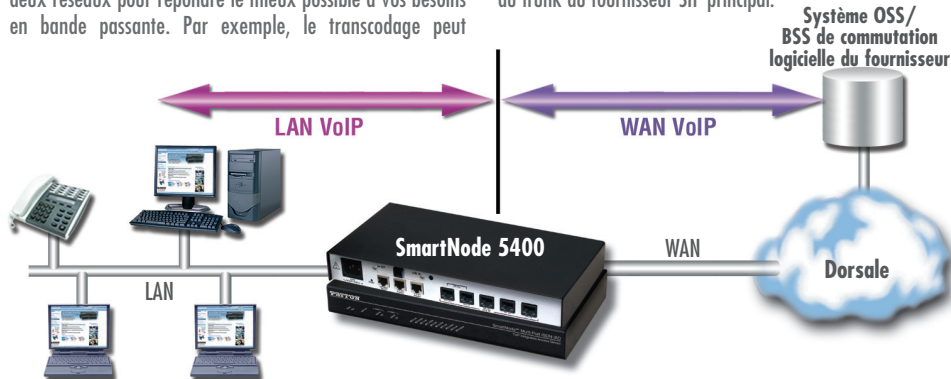 deux réseaux pour répondre le mieux possible à vos besoins
en bande passante. Par exemple, le transcodage peut
du trunk du fournisseur SIP principal.
Système OSS/
BSS de commutation
logicielle du fournisseur
LAN VoIP
WAN VoIP
SmartNode 5400
WAN
Dorsale
LAN
PATTON